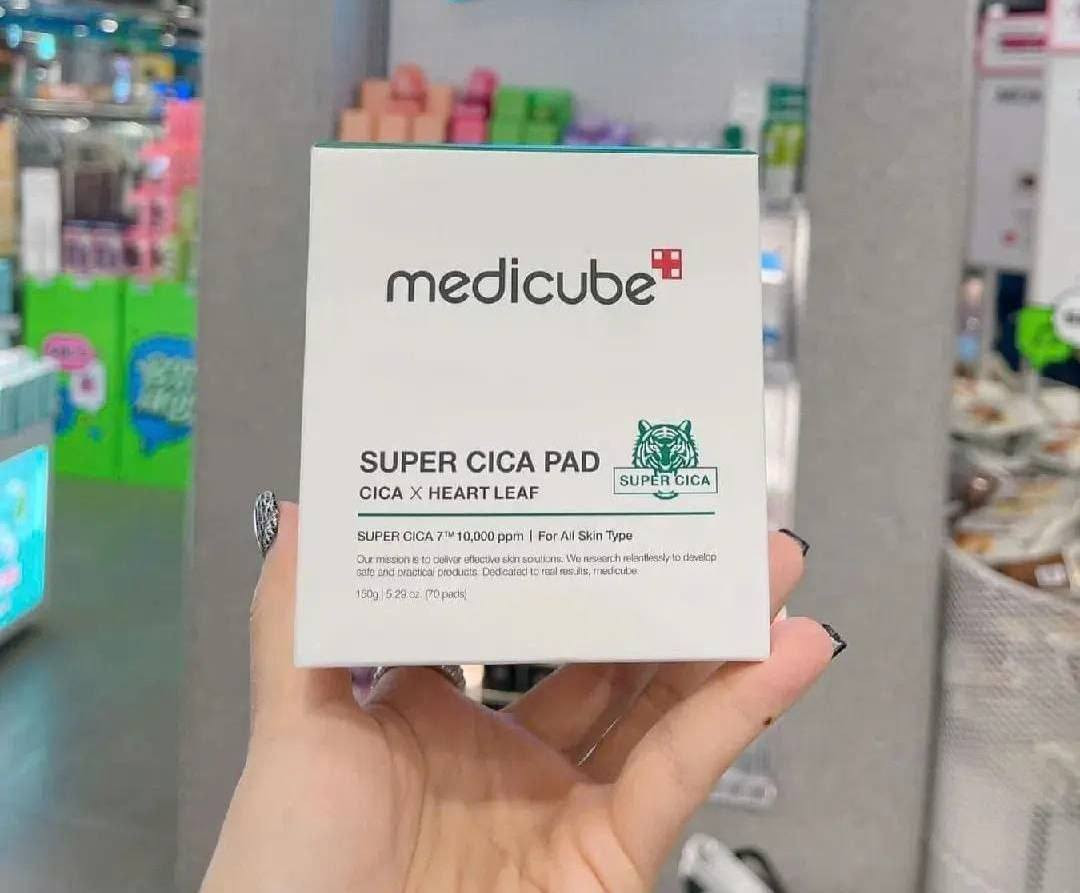 medicube
SUPER CICA PAD
SUPER CICA
CICA X HEART LEAF
SUPER CICA 7™ 10,000 ppm | For All Skin Type
Our mission is to deliver effective skin soultions. We research relentlessly to develop
safe and practical products. Dedicated to real results, medicube.
150g | 5.29 oz. (70 pads)